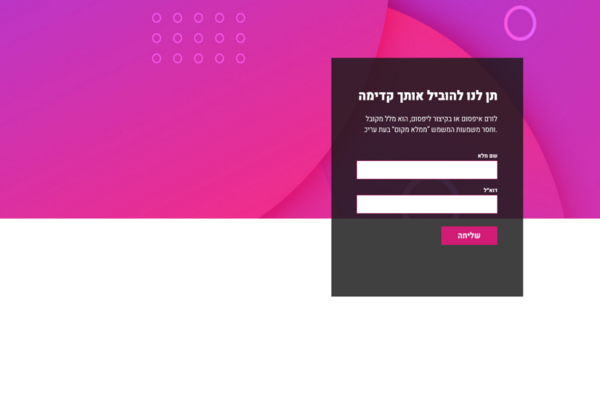 תן לנו להוביל אותך קדימה
לורם איפסום או בקיצור ליפסום, הוא מלל מקובל
.וחסר משמעות המשמש "ממלא מקום" בעת עריכ
שם מלא
דוא"ל
שליחה